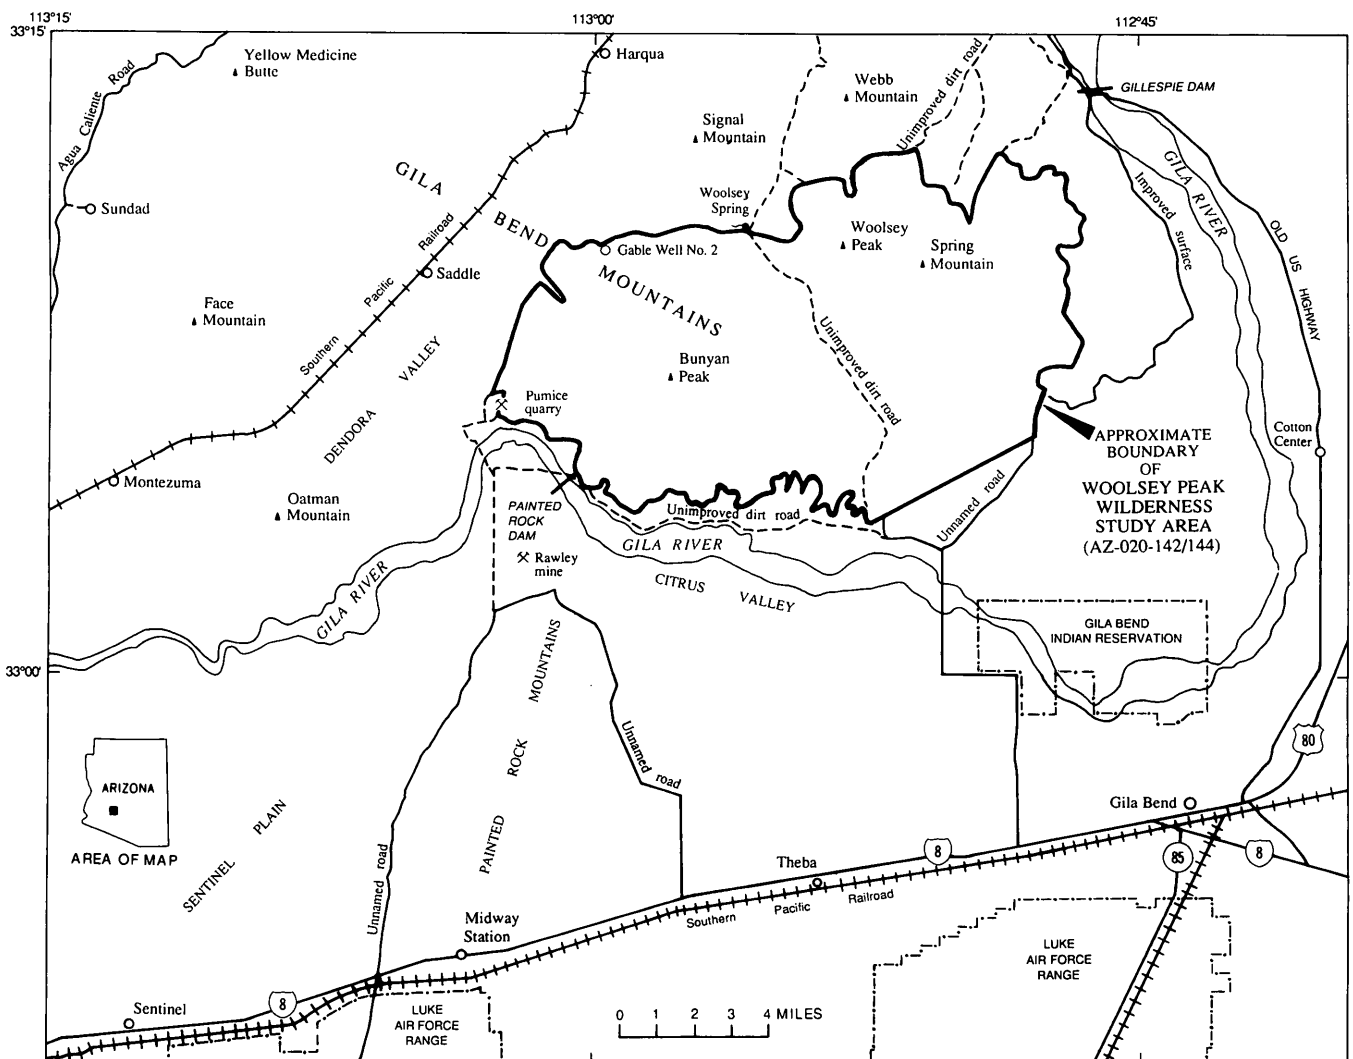 113°15'
113°00'
112°45'
33°15'
Yellow Medicine
Butte
Agua Caliente Road
Harqua
Webb
Mountain
Unimproved dirt road
GILLESPIE DAM
Signal
Mountain
GILA
BEND
MOUNTAINS
Sundad
Woolsey
Spring
Woolsey
Peak
Spring
Mountain
Improved surface
GILA RIVER
OLD US HIGHWAY
Southern Pacific Railroad
Saddle
Gable Well No. 2
Face
Mountain
DENDORA VALLEY
Bunyan
Peak
Unimproved dirt road
Pumice
quarry
APPROXIMATE
BOUNDARY
OF
WOOLSEY PEAK
WILDERNESS
STUDY AREA
(AZ-020-142/144)
Cotton
Center
Montezuma
Oatman
Mountain
PAINTED
ROCK
DAM
Unimproved dirt road
Unnamed road
GILA RIVER
Rawley
mine
CITRUS VALLEY
GILA RIVER
GILA BEND
INDIAN RESERVATION
33°00'
PAINTED ROCK MOUNTAINS
Unnamed road
80
ARIZONA
AREA OF MAP
SENTINEL PLAIN
Gila Bend
8
85
8
Theba
Southern Pacific Railroad
Unnamed road
Midway
Station
LUKE
AIR FORCE
RANGE
Sentinel
8
LUKE
AIR FORCE
RANGE
0 1 2 3 4 MILES